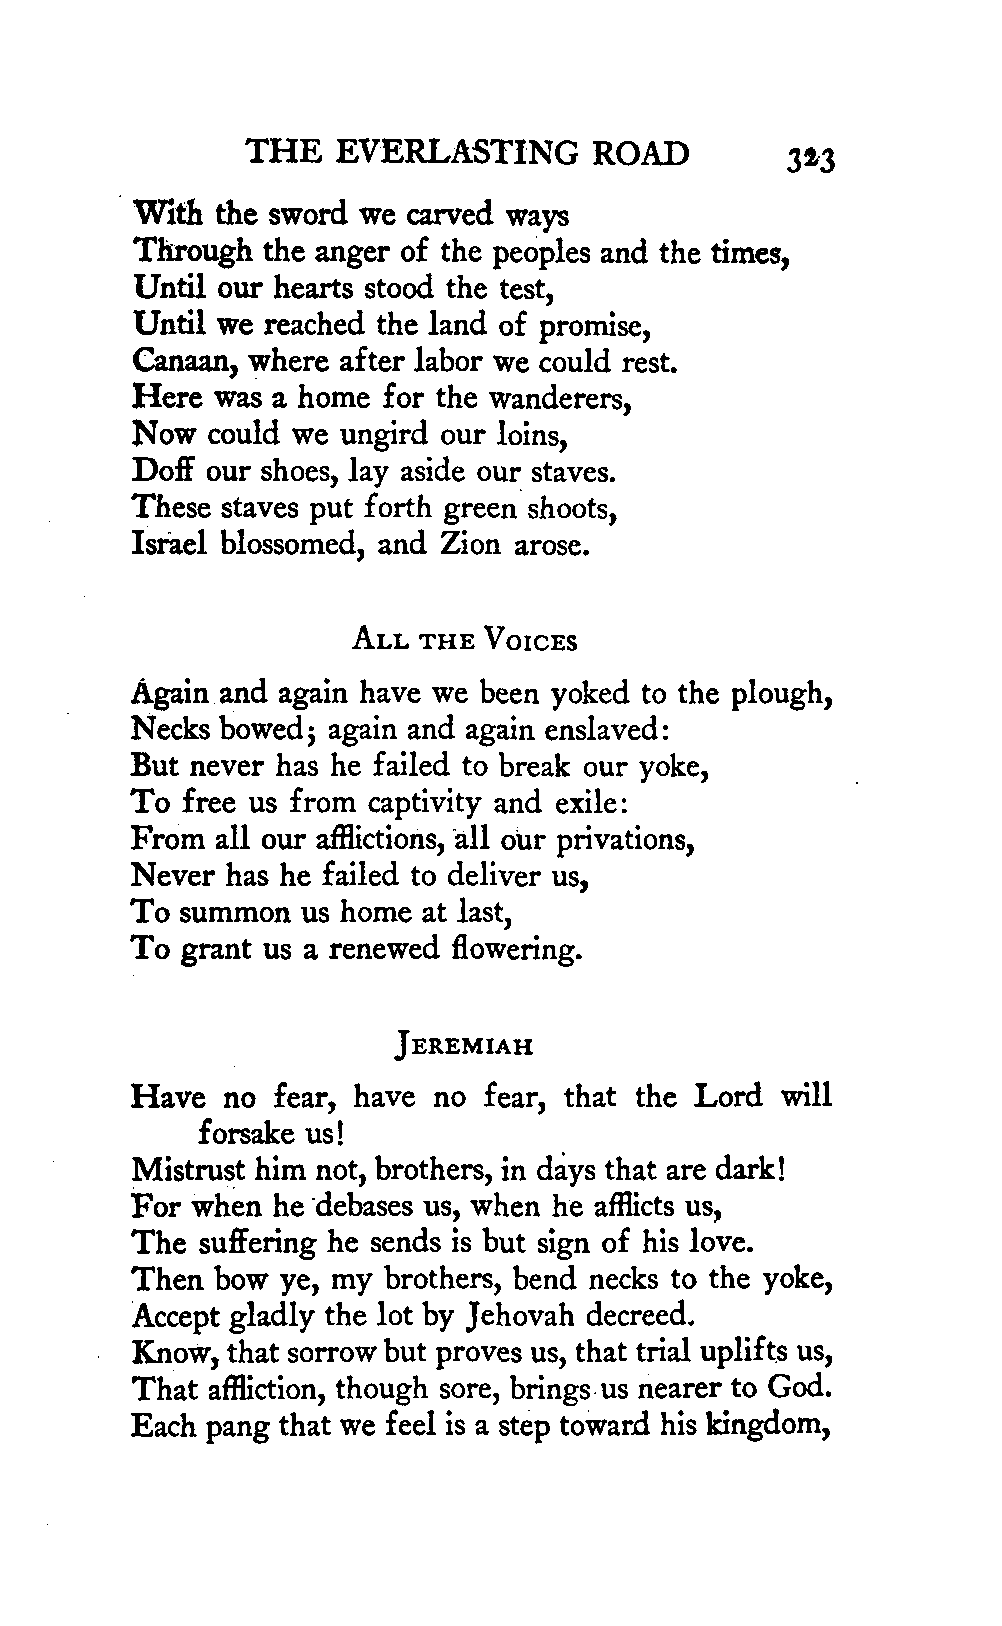 THE EVERLASTING ROAD 323
With the sword we carved ways
Through the anger of the peoples and the times,
Until our hearts stood the test,
Until we reached the land of promise,
Canaan, where after labor we could rest.
Here was a home for the wanderers,
Now could we ungird our loins,
Doff our shoes, lay aside our staves.
These staves put forth green shoots,
Israel blossomed, and Zion arose.
ALL THE VOICES
Again and again have we been yoked to the plough,
Necks bowed; again and again enslaved:
But never has he failed to break our yoke,
To free us from captivity and exile:
From all our afflictions, all our privations,
Never has he failed to deliver us,
To summon us home at last,
To grant us a renewed flowering.
JEREMIAH
Have no fear, have no fear, that the Lord will
forsake us!
Mistrust him not, brothers, in days that are dark!
For when he debases us, when he afflicts us,
The suffering he sends is but sign of his love.
Then bow ye, my brothers, bend necks to the yoke,
Accept gladly the lot by Jehovah decreed.
Know, that sorrow but proves us, that trial uplifts us,
That affliction, though sore, brings us nearer to God.
Each pang that we feel is a step toward his kingdom,